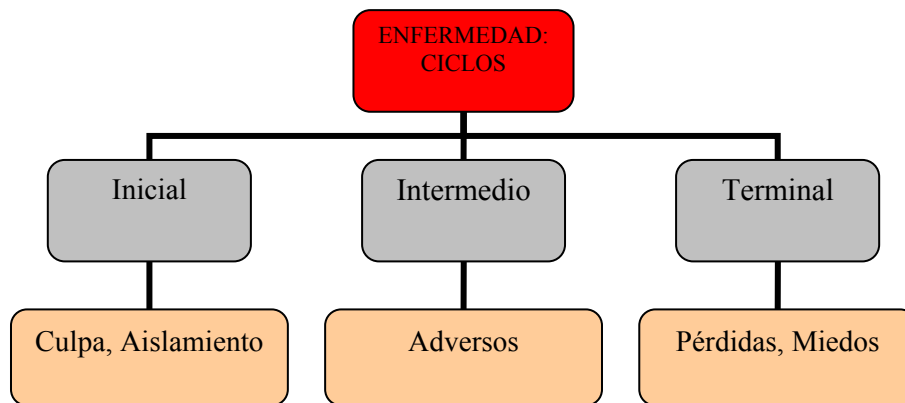 ENFERMEDAD:
CICLOS
Inicial
Intermedio
Terminal
Culpa, Aislamiento
Adversos
Pérdidas, Miedos